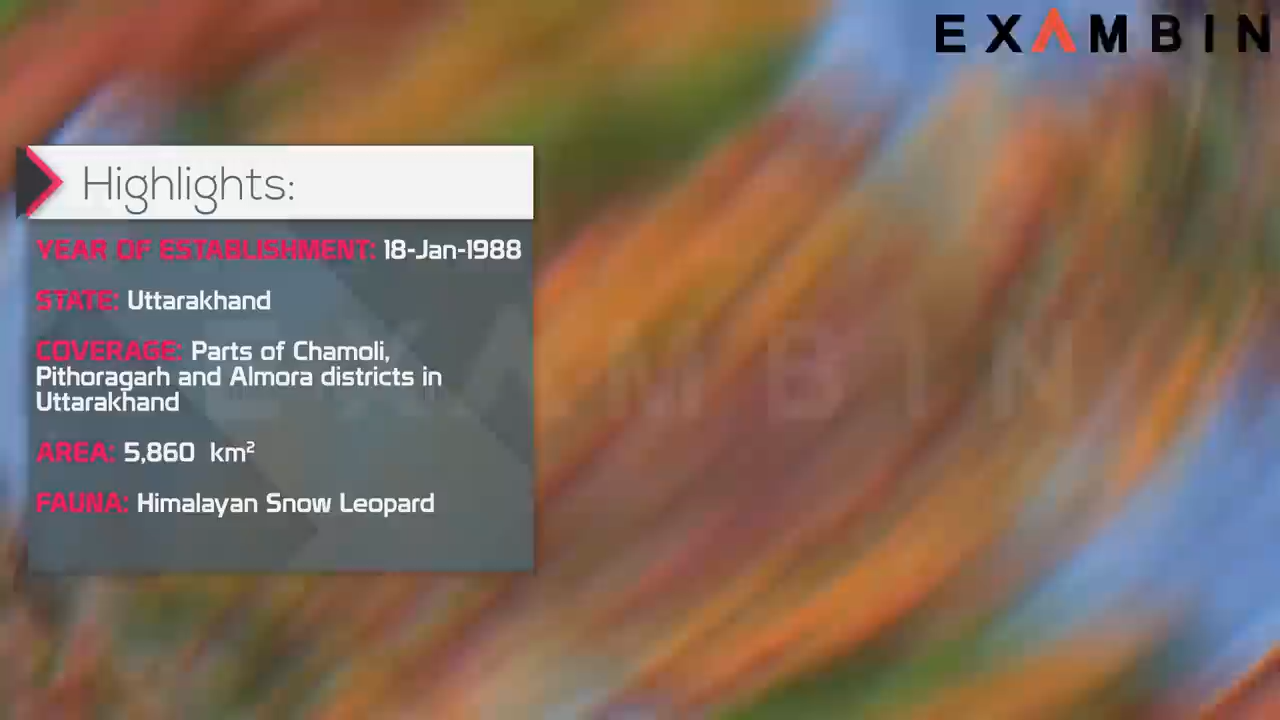 EXAMBIN
Highlights:
YEAR OF ESTABLISHMENT: 18-Jan-1988
STATE: Uttarakhand
COVERAGE: Parts of Chamoli,
Pithoragarh and Almora districts in
Uttarakhand
AREA: 5,860 km²
FAUNA: Himalayan Snow Leopard
EXAMBIN